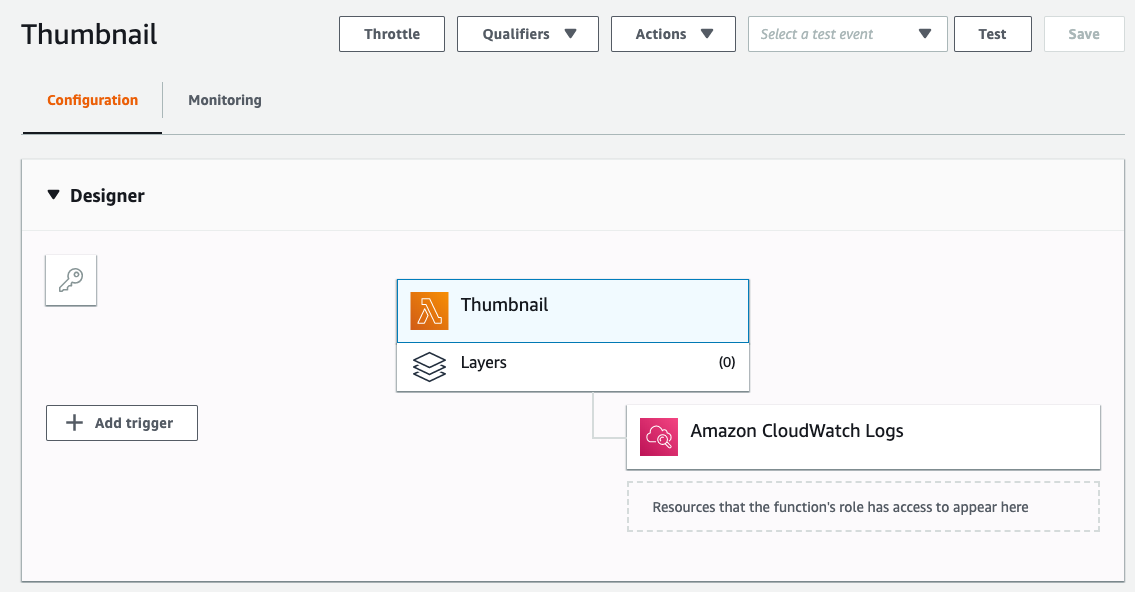 Thumbnail
Throttle
Qualifiers
Actions
Select a test event
Test
Save
Configuration
Monitoring
Designer
Thumbnail
Layers (0)
Add trigger
Amazon CloudWatch Logs
Resources that the function's role has access to appear here